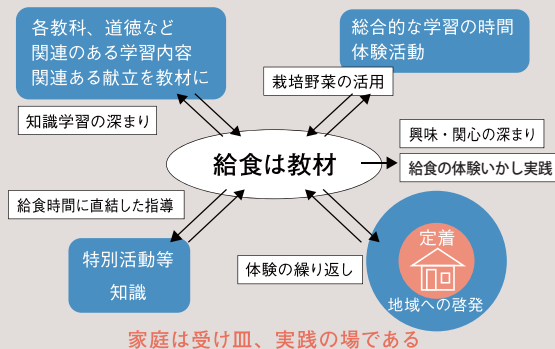 各教科、道徳など
関連のある学習内容
関連ある献立を教材に
総合的な学習の時間
体験活動
栽培野菜の活用
知識学習の深まり
給食は教材
興味・関心の深まり
給食の体験いかし実践
給食時間に直結した指導
特別活動等
知識
体験の繰り返し
定着
地域への啓発
家庭は受け皿、実践の場である